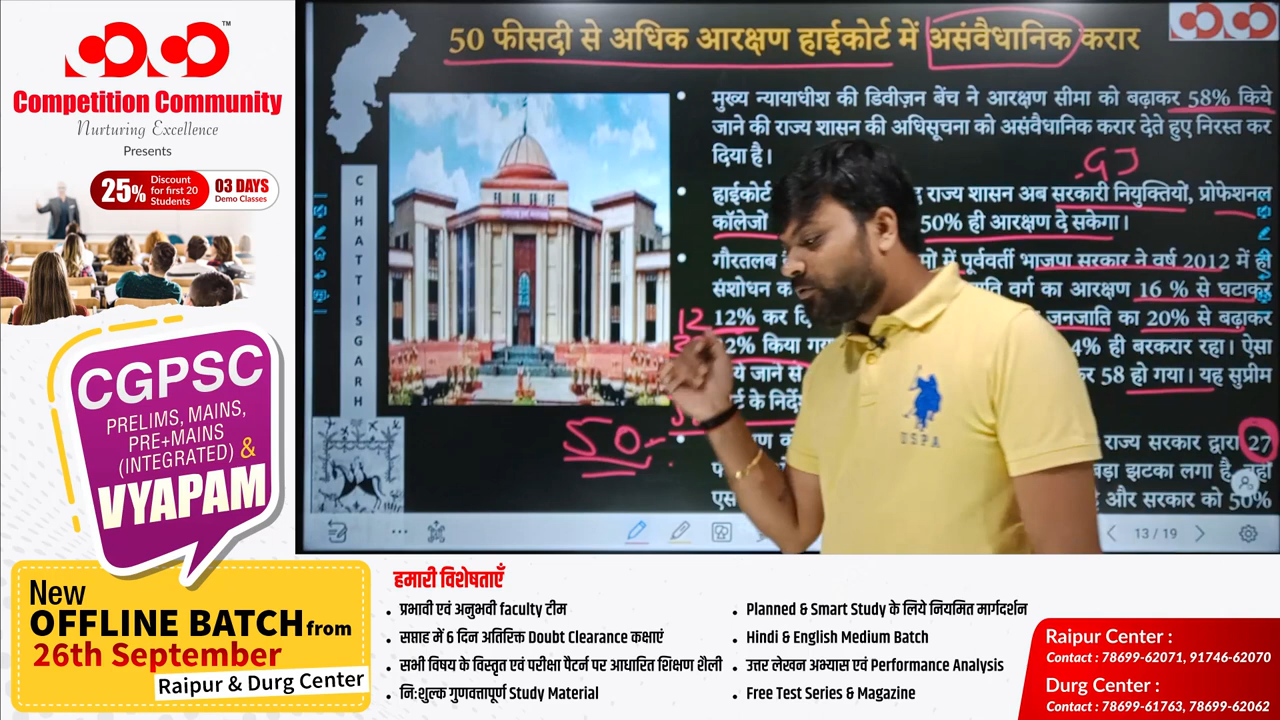 TM
Competition Community
Nurturing Excellence
Presents
25% Discount for first 20 Students
03 DAYS
Demo Classes
CGPSC
PRELIMS, MAINS,
PRE+MAINS
(INTEGRATED) &
VYAPAM
New
OFFLINE BATCH from
26th September
Raipur & Durg Center
50 फीसदी से अधिक आरक्षण हाईकोर्ट में असंवैधानिक करार
CHHATTISGARH
• मुख्य न्यायाधीश की डिवीज़न बेंच ने आरक्षण सीमा को बढ़ाकर 58% किये
जाने की राज्य शासन की अधिसूचना को असंवैधानिक करार देते हुए निरस्त कर
दिया है।
• हाईकोर्ट राज्य शासन अब सरकारी नियुक्तियों, प्रोफेशनल
कॉलेजों 50% ही आरक्षण दे सकेगा।
• गौरतलब में पूर्ववर्ती भाजपा सरकार ने वर्ष 2012 में ही
संशोधन वर्ग का आरक्षण 16 % से घटाकर
12 12% कर जनजाति का 20% से बढ़ाकर
किया 4% ही बरकरार रहा। ऐसा
जाने 58 हो गया। यह सुप्रीम
के
50
राज्य सरकार द्वारा 27
झटका लगा है
और सरकार को 50%
13 / 19
USPA
हमारी विशेषताएँ
• प्रभावी एवं अनुभवी faculty टीम
• सप्ताह में 6 दिन अतिरिक्त Doubt Clearance कक्षाएं
• सभी विषय के विस्तृत एवं परीक्षा पैटर्न पर आधारित शिक्षण शैली
• नि:शुल्क गुणवत्तापूर्ण Study Material
• Planned & Smart Study के लिये नियमित मार्गदर्शन
• Hindi & English Medium Batch
• उत्तर लेखन अभ्यास एवं Performance Analysis
• Free Test Series & Magazine
Raipur Center :
Contact : 78699-62071, 91746-62070
Durg Center :
Contact : 78699-61763, 78699-62062